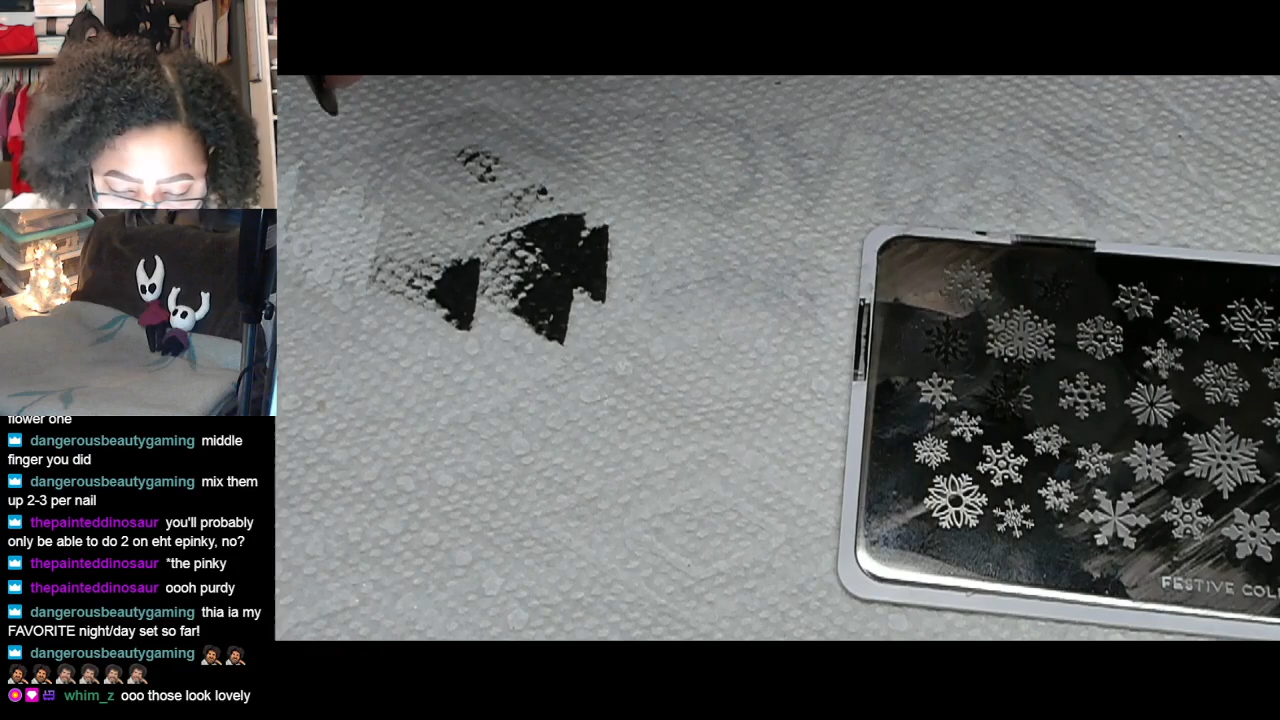 flower one
dangerousbeautygaming middle
finger you did
dangerousbeautygaming mix them
up 2-3 per nail
thepainteddinosaur you'll probably
only be able to do 2 on eht epinky, no?
thepainteddinosaur *the pinky
thepainteddinosaur oooh purdy
dangerousbeautygaming thia ia my
FAVORITE night/day set so far!
dangerousbeautygaming
whim_z ooo those look lovely
FESTIVE COL